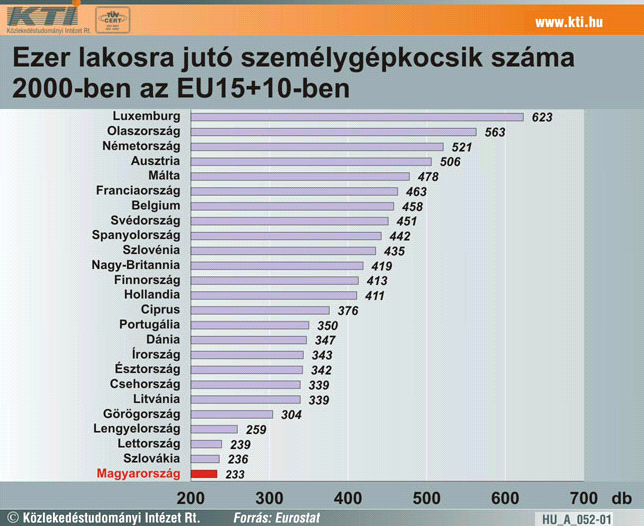 KTI
Közlekedéstudományi Intézet Rt.
TÜV
CERT
www.kti.hu
Ezer lakosra jutó személygépkocsik száma
2000-ben az EU15+10-ben
Luxemburg 623
Olaszország 563
Németország 521
Ausztria 506
Málta 478
Franciaország 463
Belgium 458
Svédország 451
Spanyolország 442
Szlovénia 435
Nagy-Britannia 419
Finnország 413
Hollandia 411
Ciprus 376
Portugália 350
Dánia 347
Írország 343
Észtország 342
Csehország 339
Litvánia 339
Görögország 304
Lengyelország 259
Lettország 239
Szlovákia 236
Magyarország 233
200 300 400 500 600 700 db
© Közlekedéstudományi Intézet Rt. Forrás: Eurostat HU_A_052-01